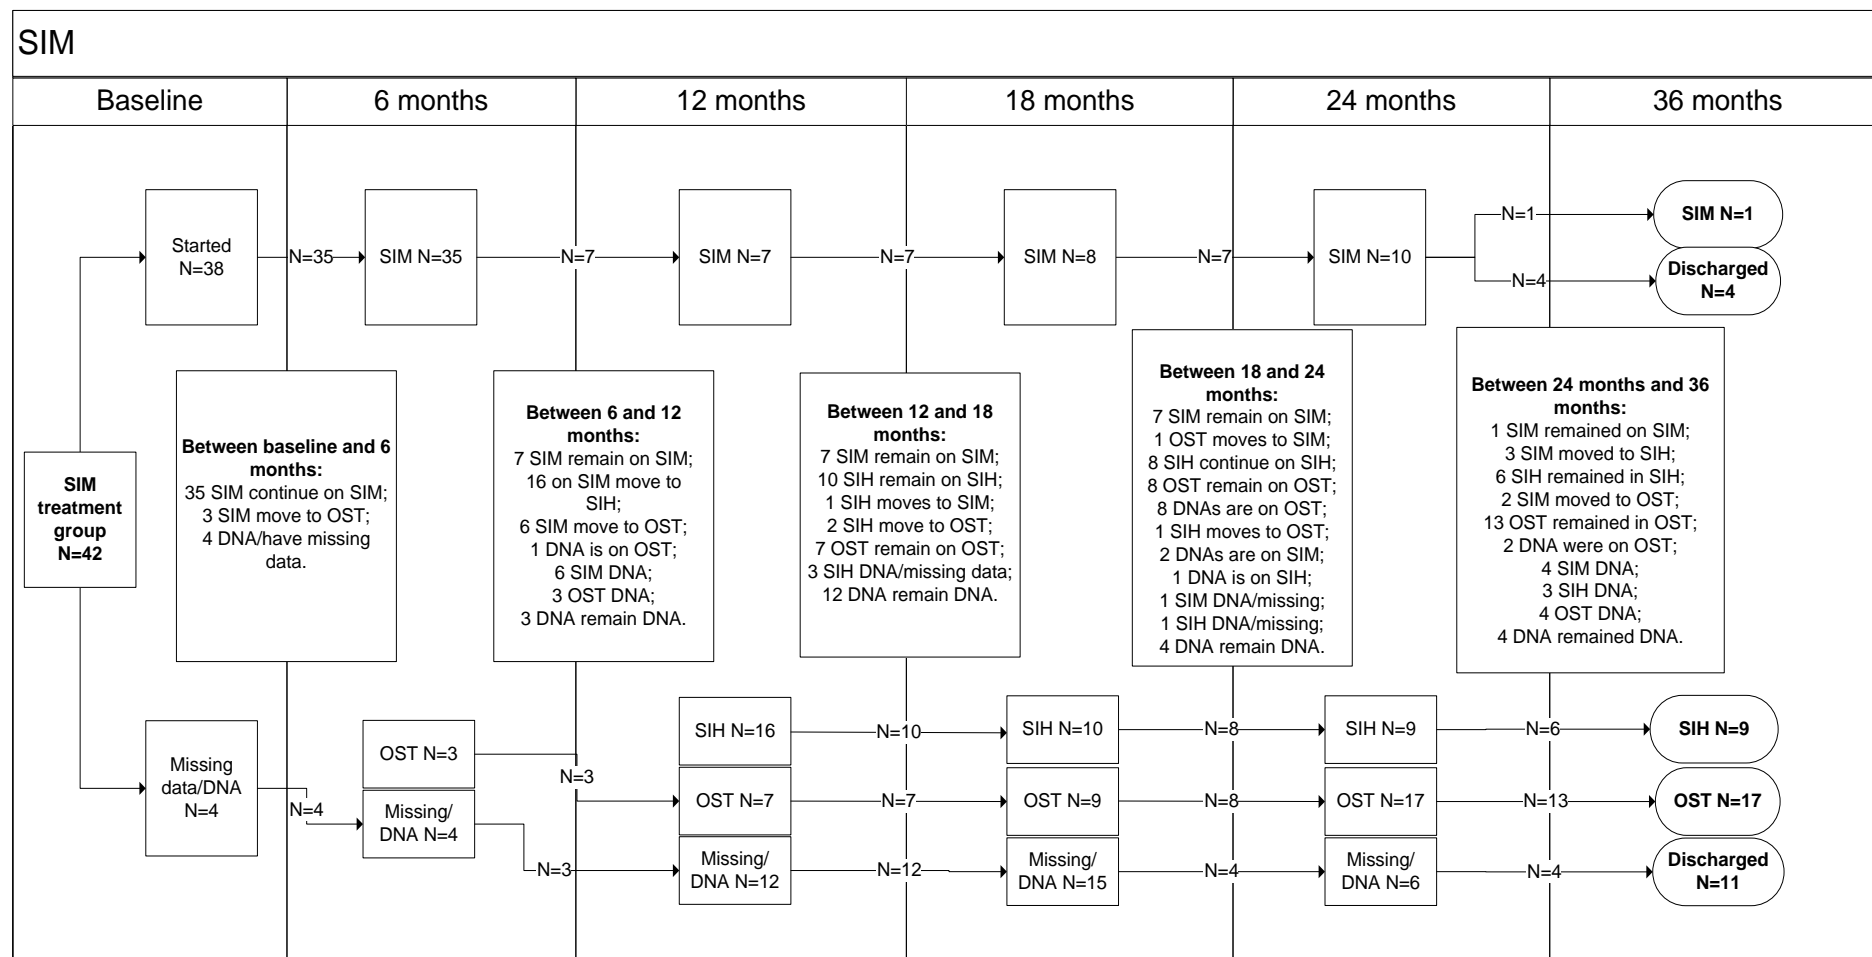 SIM
Baseline
6 months
12 months
18 months
24 months
36 months
Started
N=38
N=35
SIM N=35
N=7
SIM N=7
N=7
SIM N=8
N=7
SIM N=10
N=1
SIM N=1
N=4
Discharged
N=4
SIM
treatment
group
N=42
Between baseline and 6
months:
35 SIM continue on SIM;
3 SIM move to OST;
4 DNA/have missing
data.
Between 6 and 12
months:
7 SIM remain on SIM;
16 on SIM move to
SIH;
6 SIM move to OST;
1 DNA is on OST;
6 SIM DNA;
3 OST DNA;
3 DNA remain DNA.
Between 12 and 18
months:
7 SIM remain on SIM;
10 SIH remain on SIH;
1 SIH moves to SIM;
2 SIH move to OST;
7 OST remain on OST;
3 SIH DNA/missing data;
12 DNA remain DNA.
Between 18 and 24
months:
7 SIM remain on SIM;
1 OST moves to SIM;
8 SIH continue on SIH;
8 OST remain on OST;
8 DNAs are on OST;
1 SIH moves to OST;
2 DNAs are on SIM;
1 DNA is on SIH;
1 SIM DNA/missing;
1 SIH DNA/missing;
4 DNA remain DNA.
Between 24 months and 36
months:
1 SIM remained on SIM;
3 SIM moved to SIH;
6 SIH remained in SIH;
2 SIM moved to OST;
13 OST remained in OST;
2 DNA were on OST;
4 SIM DNA;
3 SIH DNA;
4 OST DNA;
4 DNA remained DNA.
Missing
data/DNA
N=4
N=4
OST N=3
N=3
Missing/
DNA N=4
N=3
SIH N=16
N=10
SIH N=10
N=8
SIH N=9
N=6
SIH N=9
OST N=7
N=7
OST N=9
N=8
OST N=17
N=13
OST N=17
Missing/
DNA N=12
N=12
Missing/
DNA N=15
N=4
Missing/
DNA N=6
N=4
Discharged
N=11